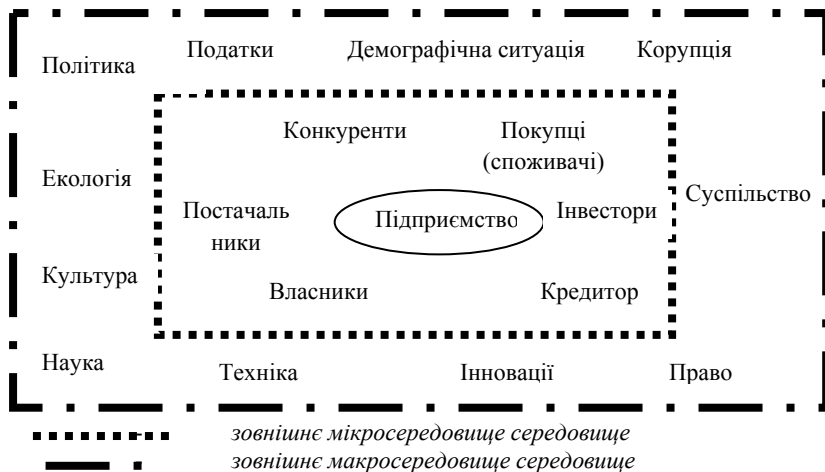 Податки Демографічна ситуація Корупція
Політика
Конкуренти Покупці
(споживачі)
Екологія
Постачаль
ники
Підприємство
Інвестори
Суспільство
Культура
Власники Кредитор
Наука
Техніка Інновації Право
зовнішнє мікросередовище середовище
зовнішнє макросередовище середовище